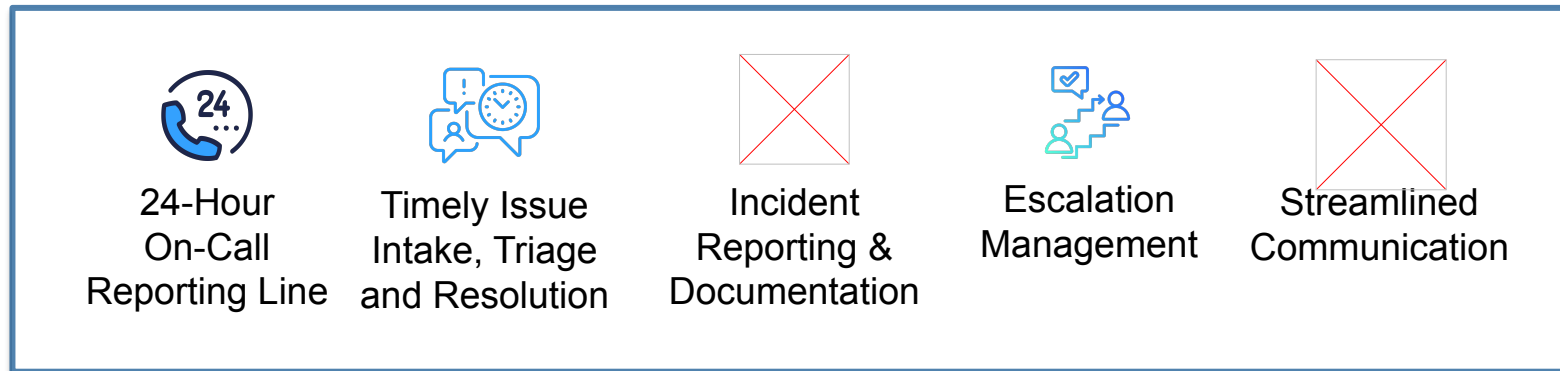 24
24-Hour
On-Call
Reporting Line
Timely Issue
Intake, Triage
and Resolution
Incident
Reporting &
Documentation
Escalation
Management
Streamlined
Communication